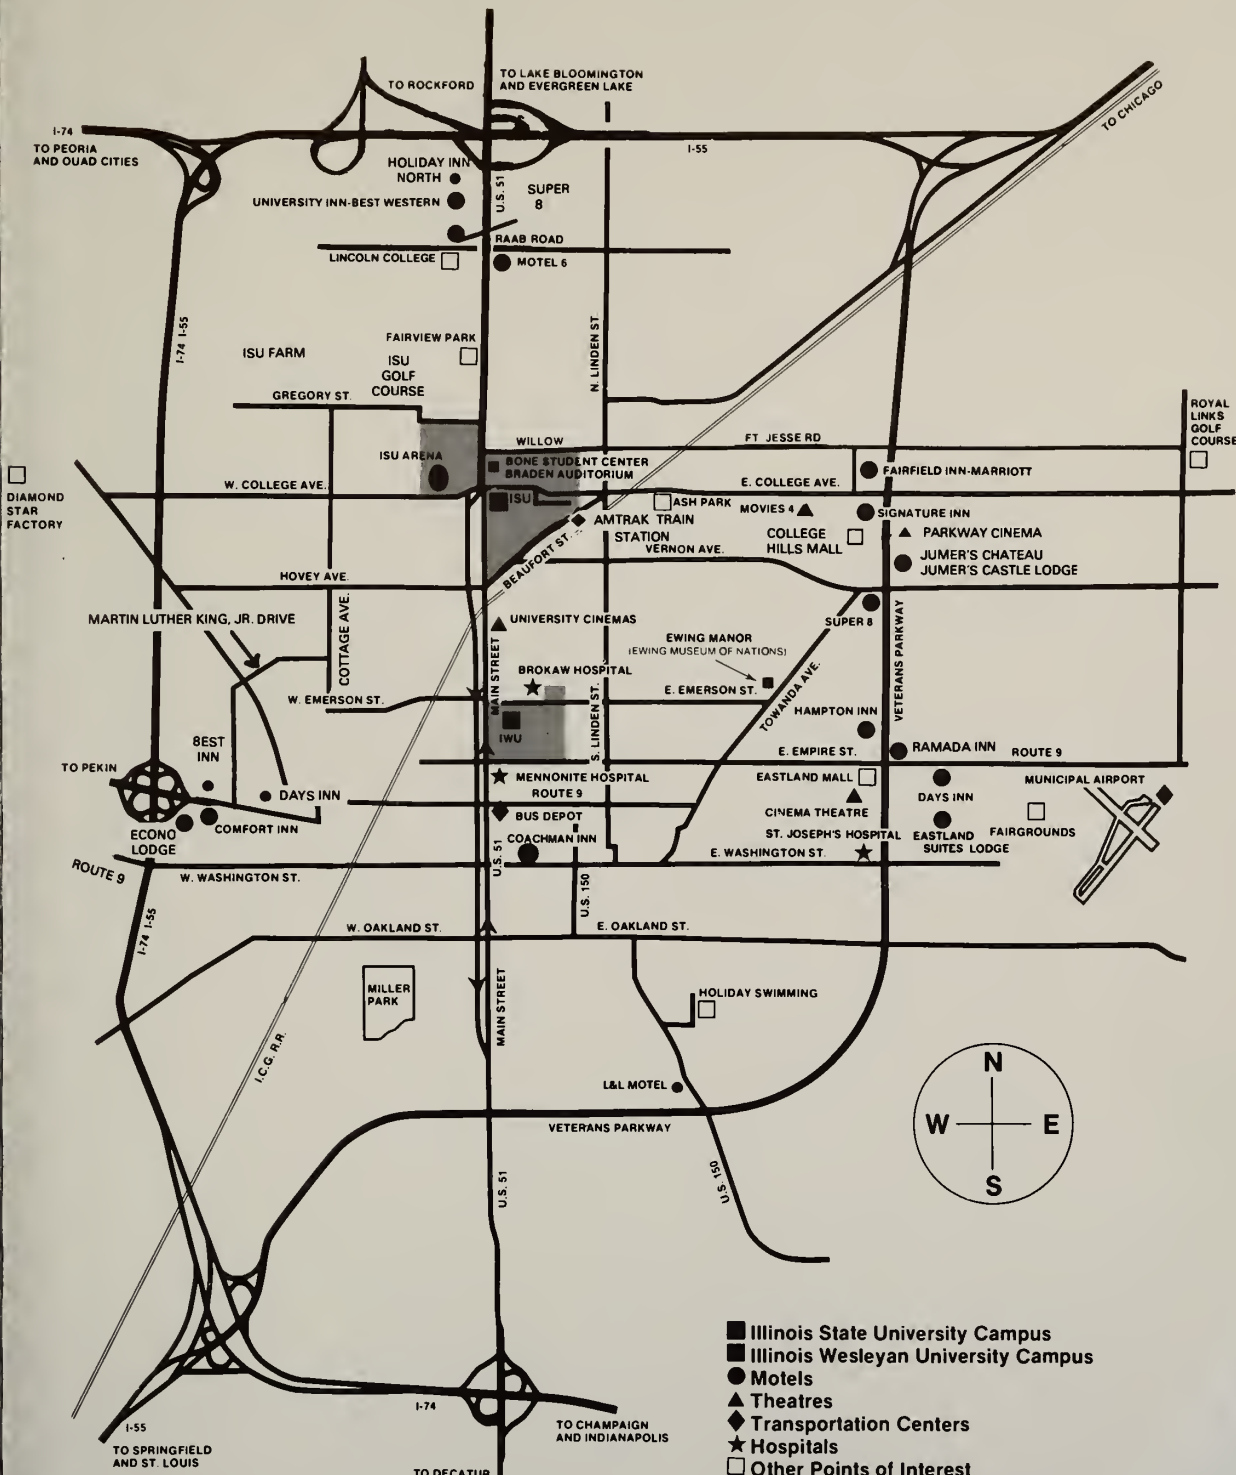 TO ROCKFORD
TO LAKE BLOOMINGTON
AND EVERGREEN LAKE
TO CHICAGO
I-74
TO PEORIA
AND QUAD CITIES
I-55
HOLIDAY INN
NORTH
U.S. 51
SUPER
8
UNIVERSITY INN-BEST WESTERN
RAAB ROAD
LINCOLN COLLEGE
MOTEL 6
I-74 I-55
N. LINDEN ST.
FAIRVIEW PARK
ISU FARM
ISU
GOLF
COURSE
GREGORY ST.
ROYAL
LINKS
GOLF
COURSE
WILLOW
FT JESSE RD
ISU ARENA
BONE STUDENT CENTER
BRADEN AUDITORIUM
FAIRFIELD INN-MARRIOTT
DIAMOND
STAR
FACTORY
W. COLLEGE AVE.
E. COLLEGE AVE.
ISU
ASH PARK
MOVIES 4
SIGNATURE INN
AMTRAK TRAIN
STATION
COLLEGE
HILLS MALL
PARKWAY CINEMA
BEAUFORT ST.
VERNON AVE.
JUMER'S CHATEAU
JUMER'S CASTLE LODGE
HOVEY AVE.
MARTIN LUTHER KING, JR. DRIVE
COTTAGE AVE.
UNIVERSITY CINEMAS
SUPER 8
VETERANS PARKWAY
EWING MANOR
(EWING MUSEUM OF NATIONS)
MAIN STREET
BROKAW HOSPITAL
W. EMERSON ST.
E. EMERSON ST.
S. LINDEN ST.
TOWANDA AVE.
HAMPTON INN
IWU
BEST
INN
E. EMPIRE ST.
RAMADA INN
ROUTE 9
TO PEKIN
MENNONITE HOSPITAL
EASTLAND MALL
MUNICIPAL AIRPORT
DAYS INN
ROUTE 9
DAYS INN
BUS DEPOT
CINEMA THEATRE
COMFORT INN
ECONO
LODGE
COACHMAN INN
ST. JOSEPH'S HOSPITAL
EASTLAND
SUITES LODGE
FAIRGROUNDS
ROUTE 9
W. WASHINGTON ST.
U.S. 51
E. WASHINGTON ST.
U.S. 150
I-74 I-55
W. OAKLAND ST.
E. OAKLAND ST.
MILLER
PARK
MAIN STREET
HOLIDAY SWIMMING
I.C.G. R.R.
L&L MOTEL
VETERANS PARKWAY
N
W E
S
U.S. 51
U.S. 150
Illinois State University Campus
Illinois Wesleyan University Campus
Motels
Theatres
Transportation Centers
Hospitals
Other Points of Interest
I-74
I-55
TO CHAMPAIGN
AND INDIANAPOLIS
TO SPRINGFIELD
AND ST. LOUIS
TO DECATUR